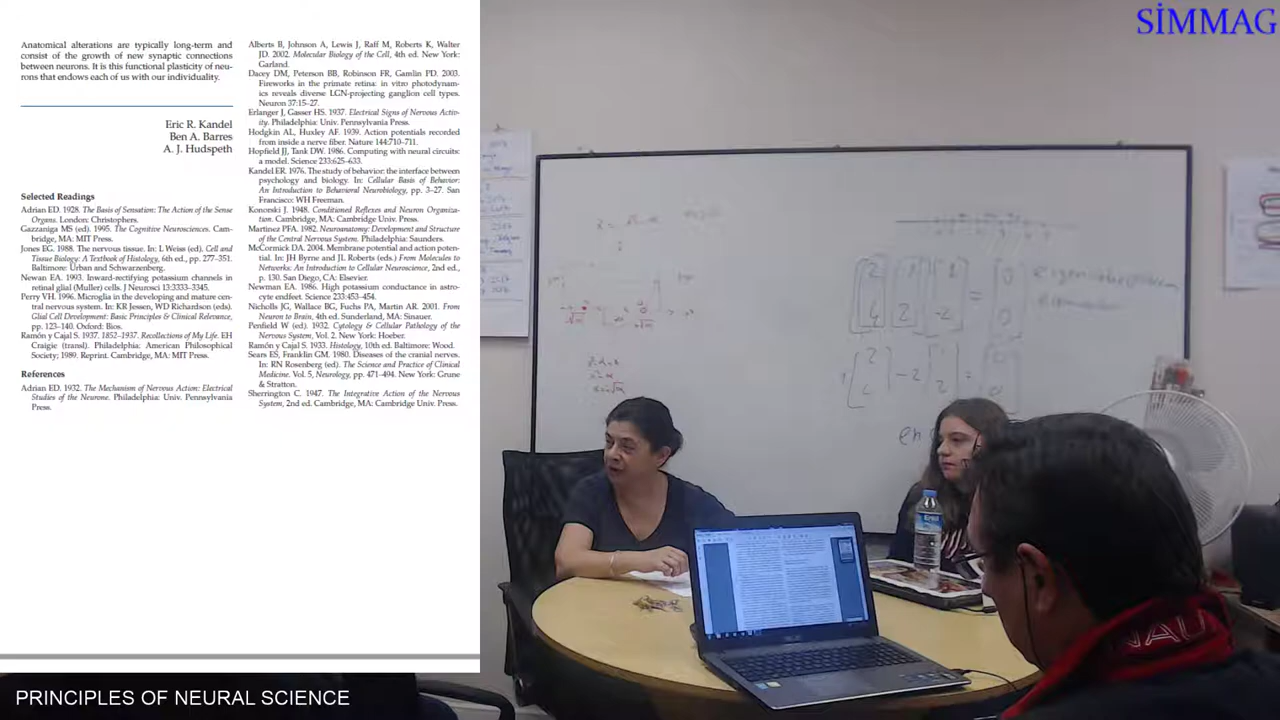 SİMMAG
Anatomical alterations are typically long-term and
consist of the growth of new synaptic connections
between neurons. It is this functional plasticity of neu-
rons that endows each of us with our individuality.
Eric R. Kandel
Ben A. Barres
A. J. Hudspeth
Selected Readings
Adrian ED. 1928. The Basis of Sensation: The Action of the Sense
Organs. London: Christophers.
Gazzaniga MS (ed). 1995. The Cognitive Neurosciences. Cam-
bridge, MA: MIT Press.
Jones EG. 1988. The nervous tissue. In: L Weiss (ed). Cell and
Tissue Biology: A Textbook of Histology, 6th ed., pp. 277–351.
Baltimore: Urban and Schwarzenberg.
Newan EA. 1993. Inward-rectifying potassium channels in
retinal glial (Muller) cells. J Neurosci 13:3333–3345.
Perry VH. 1996. Microglia in the developing and mature cen-
tral nervous system. In: KR Jessen, WD Richardson (eds).
Glial Cell Development: Basic Principles & Clinical Relevance,
pp. 123–140. Oxford: Bios.
Ramón y Cajal S. 1937. 1852–1937. Recollections of My Life. EH
Craigie (transl). Philadelphia: American Philosophical
Society; 1989. Reprint. Cambridge, MA: MIT Press.
References
Adrian ED. 1932. The Mechanism of Nervous Action: Electrical
Studies of the Neurone. Philadelphia: Univ. Pennsylvania
Press.
Alberts B, Johnson A, Lewis J, Raff M, Roberts K, Walter
JD. 2002. Molecular Biology of the Cell, 4th ed. New York:
Garland.
Dacey DM, Peterson BB, Robinson FR, Gamlin PD. 2003.
Fireworks in the primate retina: in vitro photodynam-
ics reveals diverse LGN-projecting ganglion cell types.
Neuron 37:15–27.
Erlanger J, Gasser HS. 1937. Electrical Signs of Nervous Activ-
ity. Philadelphia: Univ. Pennsylvania Press.
Hodgkin AL, Huxley AF. 1939. Action potentials recorded
from inside a nerve fiber. Nature 144:710–711.
Hopfield JJ, Tank DW. 1986. Computing with neural circuits:
a model. Science 233:625–633.
Kandel ER. 1976. The study of behavior: the interface between
psychology and biology. In: Cellular Basis of Behavior:
An Introduction to Behavioral Neurobiology, pp. 3–27. San
Francisco: WH Freeman.
Konorski J. 1948. Conditioned Reflexes and Neuron Organiza-
tion. Cambridge, MA: Cambridge Univ. Press.
Martinez PFA. 1982. Neuroanatomy: Development and Structure
of the Central Nervous System. Philadelphia: Saunders.
McCormick DA. 2004. Membrane potential and action poten-
tial. In: JH Byrne and JL Roberts (eds.) From Molecules to
Networks: An Introduction to Cellular Neuroscience, 2nd ed.,
p. 130. San Diego, CA: Elsevier.
Newman EA. 1986. High potassium conductance in astro-
cyte endfeet. Science 233:453–454.
Nicholls JG, Wallace BG, Fuchs PA, Martin AR. 2001. From
Neuron to Brain, 4th ed. Sunderland, MA: Sinauer.
Penfield W (ed). 1932. Cytology & Cellular Pathology of the
Nervous System, Vol. 2. New York: Hoeber.
Ramón y Cajal S. 1933. Histology, 10th ed. Baltimore: Wood.
Sears ES, Franklin GM. 1980. Diseases of the cranial nerves.
In: RN Rosenberg (ed). The Science and Practice of Clinical
Medicine. Vol. 5, Neurology, pp. 471–494. New York: Grune
& Stratton.
Sherrington C. 1947. The Integrative Action of the Nervous
System, 2nd ed. Cambridge, MA: Cambridge Univ. Press.
NAU
PRINCIPLES OF NEURAL SCIENCE